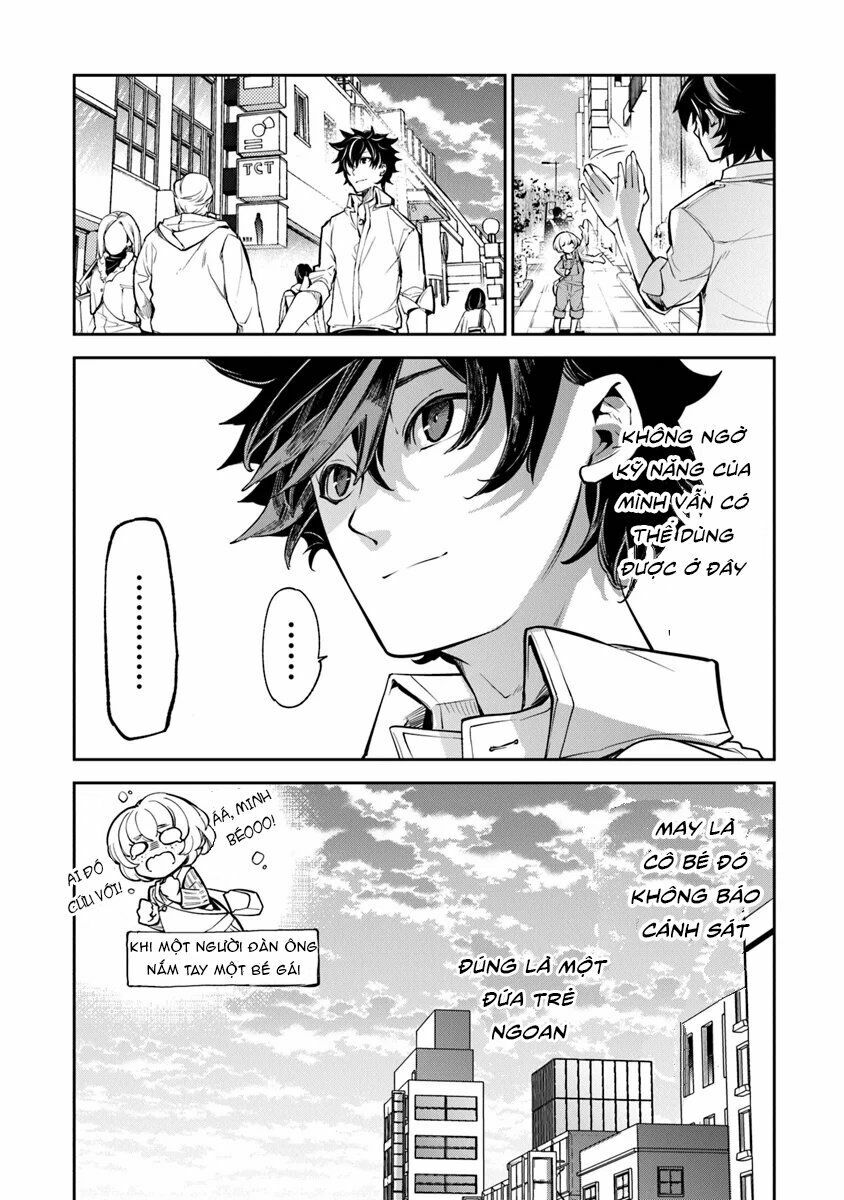 TCT
KHÔNG NGỜ
KỸ NĂNG CỦA
MÌNH VẪN CÓ
THỂ DÙNG
ĐƯỢC Ở ĐÂY
........
......
ÁÁ, MINH
BÉOOO!
AI ĐÓ
CỨU VỚI!
KHI MỘT NGƯỜI ĐÀN ÔNG
NẮM TAY MỘT BÉ GÁI
MAY LÀ
CÔ BÉ ĐÓ
KHÔNG BÁO
CẢNH SÁT
ĐÚNG LÀ MỘT
ĐỨA TRẺ
NGOAN